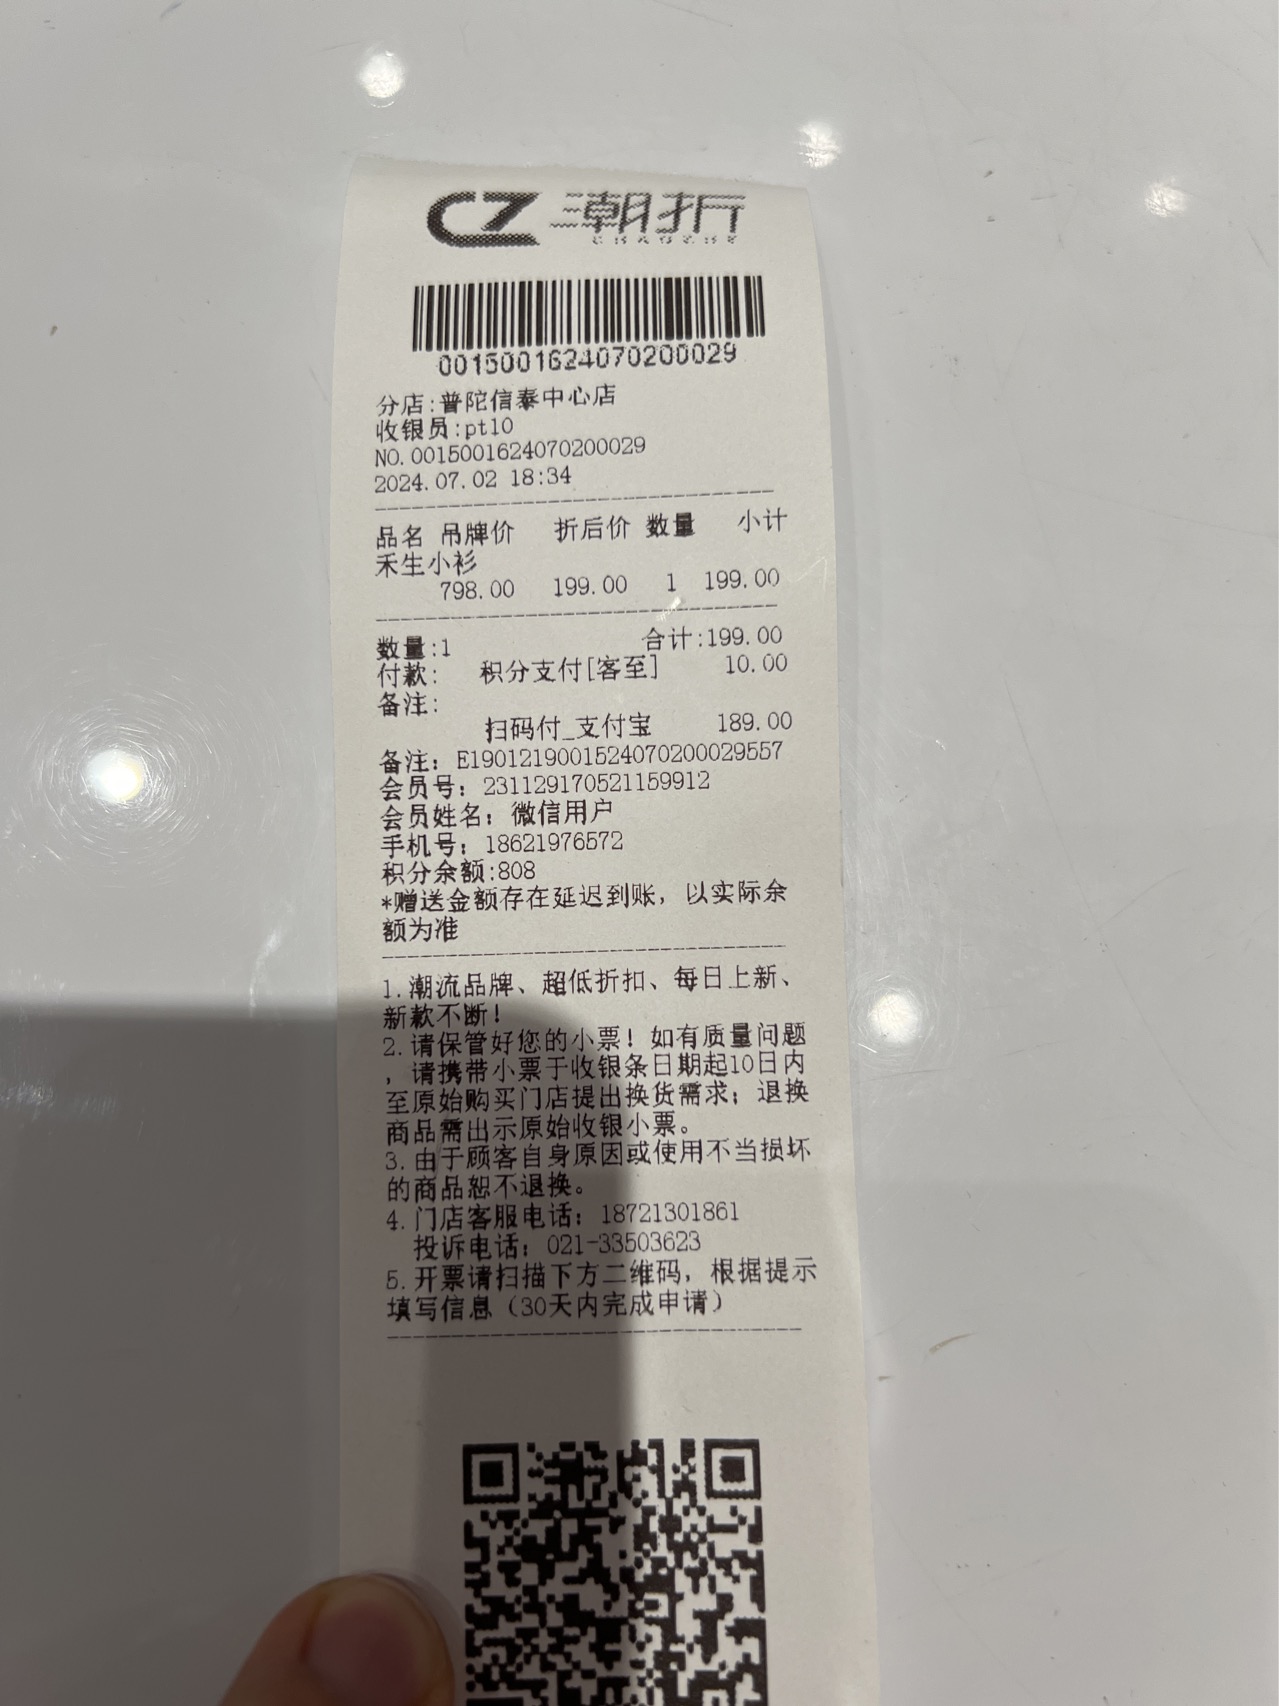 CZ 潮折
CHAOZHE
0015001624070200029
分店:普陀信泰中心店
收银员:pt10
NO.0015001624070200029
2024.07.02 18:34
品名 吊牌价 折后价 数量 小计
禾生小衫
798.00 199.00 1 199.00
数量:1 合计:199.00
付款: 积分支付[客至] 10.00
备注:
扫码付_支付宝 189.00
备注: E1901219001524070200029557
会员号: 231129170521159912
会员姓名: 微信用户
手机号: 18621976572
积分余额:808
*赠送金额存在延迟到账, 以实际余
额为准
1.潮流品牌、超低折扣、每日上新、
新款不断!
2.请保管好您的小票! 如有质量问题
, 请携带小票于收银条日期起10日内
至原始购买门店提出换货需求; 退换
商品需出示原始收银小票。
3.由于顾客自身原因或使用不当损坏
的商品恕不退换。
4.门店客服电话: 18721301861
投诉电话: 021-33503623
5.开票请扫描下方二维码, 根据提示
填写信息 (30天内完成申请)